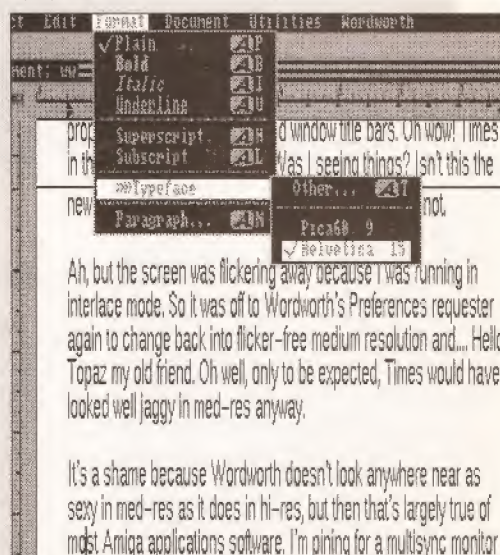 Edit Format Document Utilities Wordworth
✓Plain P
Bold B
Italic I
Underline U
Superscript H
Subscript L
»Typeface
Paragraph... N
Other... T
Pica68 9
✓Helvetica 15
d window title bars. Oh wow! Times
in th Was I seeing things? Isn't this the
new not.
Ah, but the screen was flickering away because I was running in
interlace mode. So it was off to Wordworth's Preferences requester
again to change back into flicker-free medium resolution and.... Hello
Topaz my old friend. Oh well, only to be expected, Times would have
looked well jaggy in med-res anyway.
It's a shame because Wordworth doesn't look anywhere near as
sexy in med-res as it does in hi-res, but then that's largely true of
most Amiga applications software. I'm pining for a multisync monitor